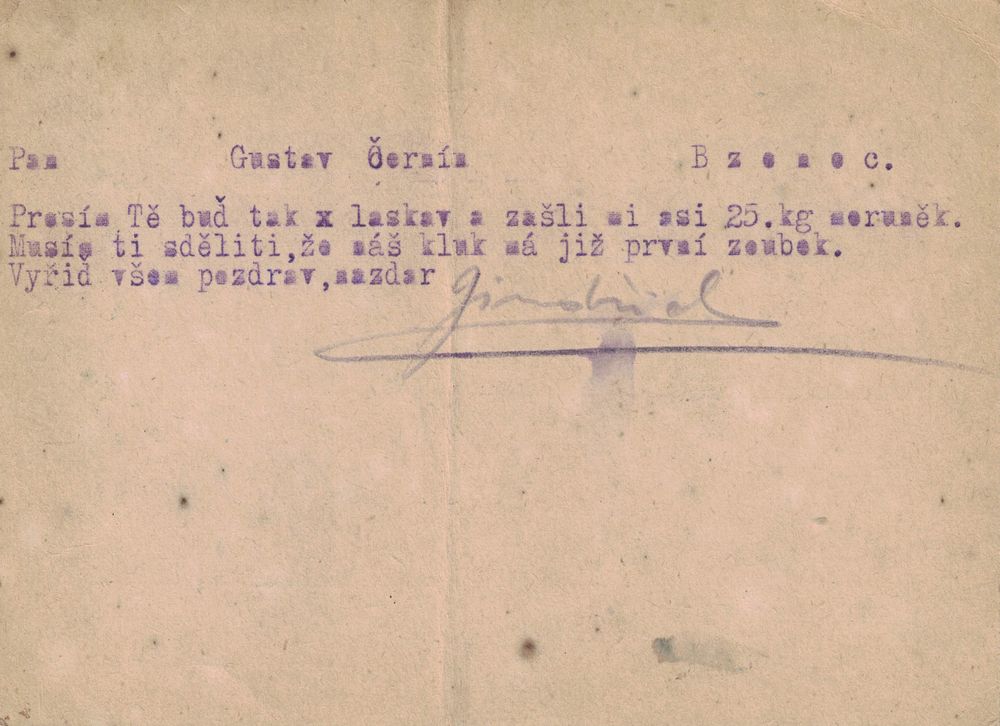 Pan Gustav Černín Bzenec.
Prosím Tě buď tak x laskav a zašli mi asi 25.kg meruněk.
Musím ti sděliti,že náš kluk má již první zoubek.
Vyřiď všem pozdrav,nazdar